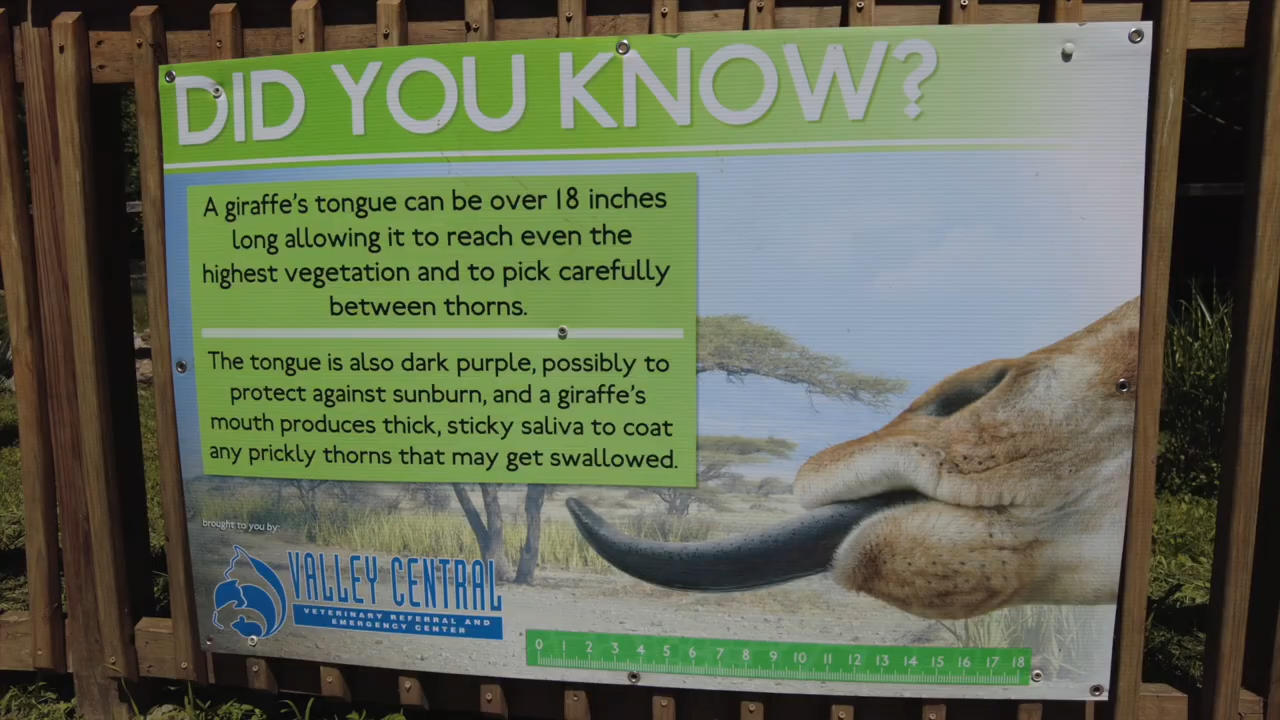 DID YOU KNOW?
A giraffe's tongue can be over 18 inches
long allowing it to reach even the
highest vegetation and to pick carefully
between thorns.
The tongue is also dark purple, possibly to
protect against sunburn, and a giraffe's
mouth produces thick, sticky saliva to coat
any prickly thorns that may get swallowed.
brought to you by:
VALLEY CENTRAL
VETERINARY REFERRAL AND
EMERGENCY CENTER
0 1 2 3 4 5 6 7 8 9 10 11 12 13 14 15 16 17 18